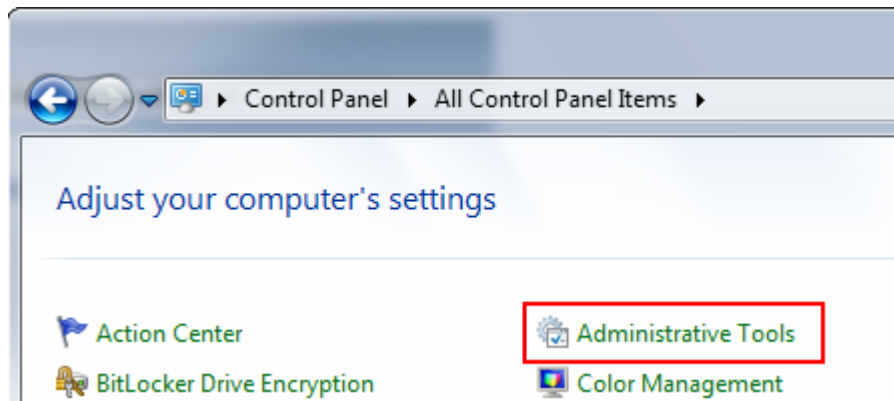 Control Panel All Control Panel Items
Adjust your computer's settings
Action Center Administrative Tools
BitLocker Drive Encryption Color Management